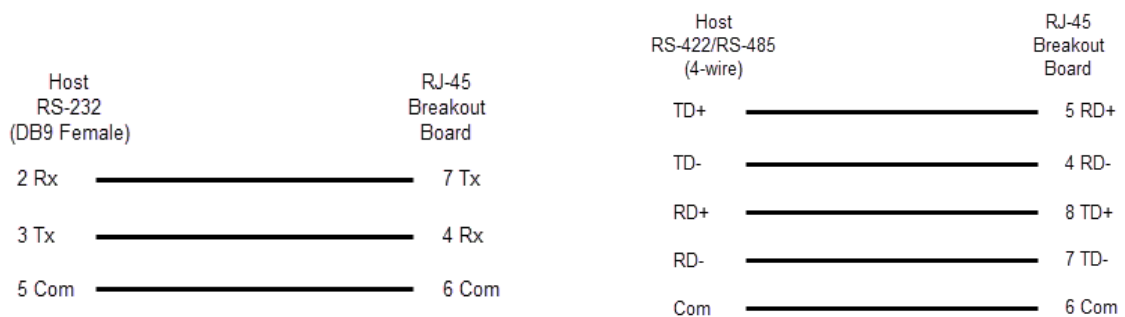 Host
RS-232
(DB9 Female)
RJ-45
Breakout
Board
2 Rx
7 Tx
3 Tx
4 Rx
5 Com
6 Com
Host
RS-422/RS-485
(4-wire)
RJ-45
Breakout
Board
TD+
5 RD+
TD-
4 RD-
RD+
8 TD+
RD-
7 TD-
Com
6 Com